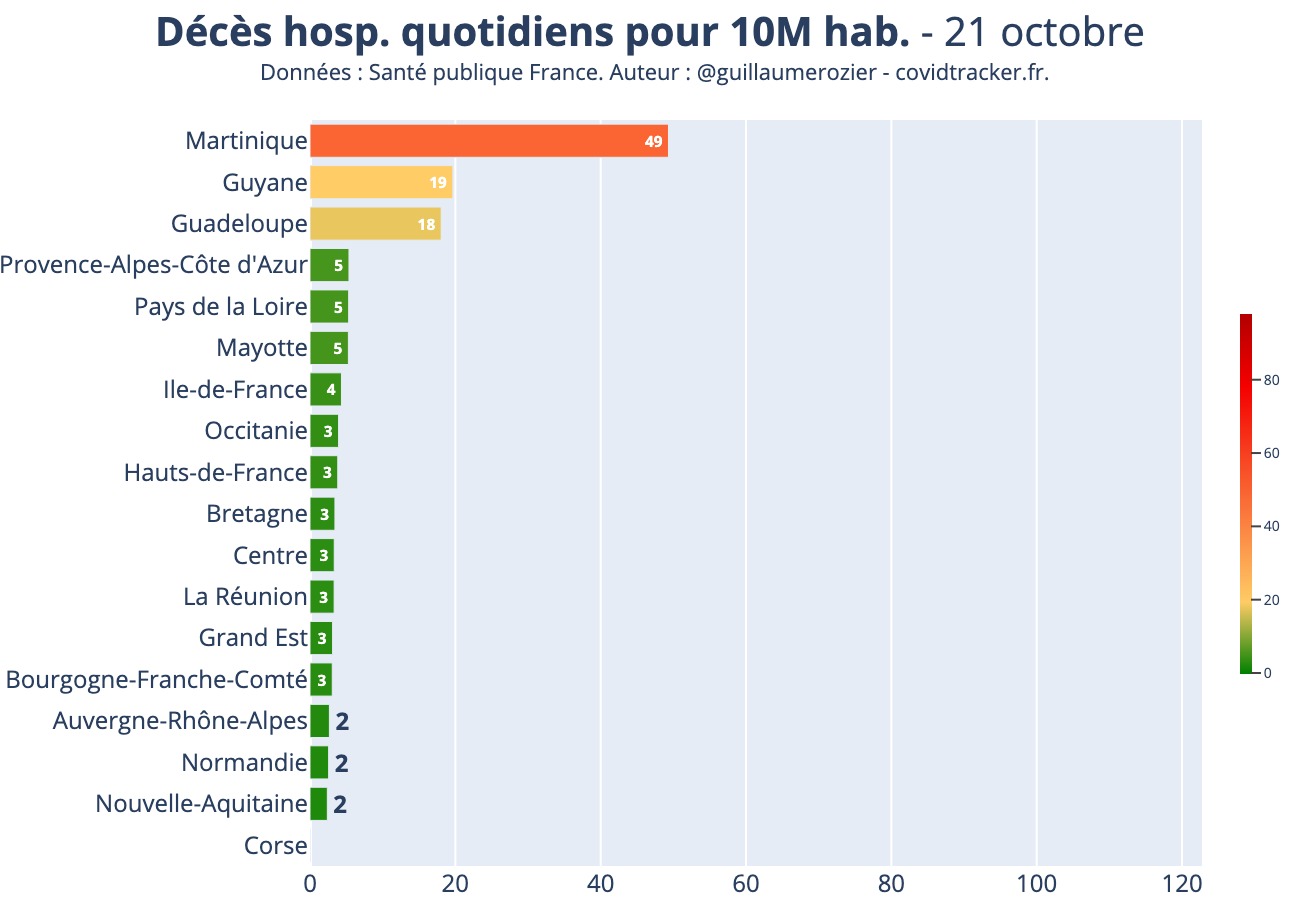 Décès hosp. quotidiens pour 10M hab. - 21 octobre
Données : Santé publique France. Auteur : @guillaumerozier - covidtracker.fr.
Martinique 49
Guyane 19
Guadeloupe 18
Provence-Alpes-Côte d'Azur 5
Pays de la Loire 5
Mayotte 5
Ile-de-France 4
Occitanie 3
Hauts-de-France 3
Bretagne 3
Centre 3
La Réunion 3
Grand Est 3
Bourgogne-Franche-Comté 3
Auvergne-Rhône-Alpes 2
Normandie 2
Nouvelle-Aquitaine 2
Corse
0 20 40 60 80 100 120
80
60
40
20
0